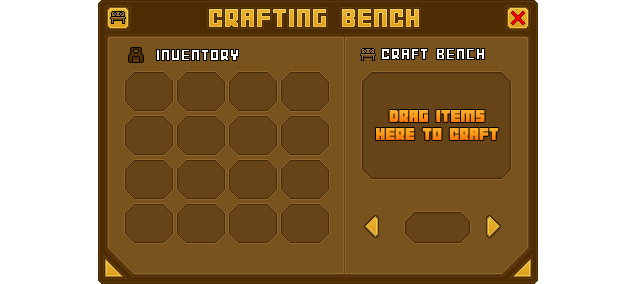 CRAFTING BENCH
INVENTORY
CRAFT BENCH
DRAG ITEMS
HERE TO CRAFT